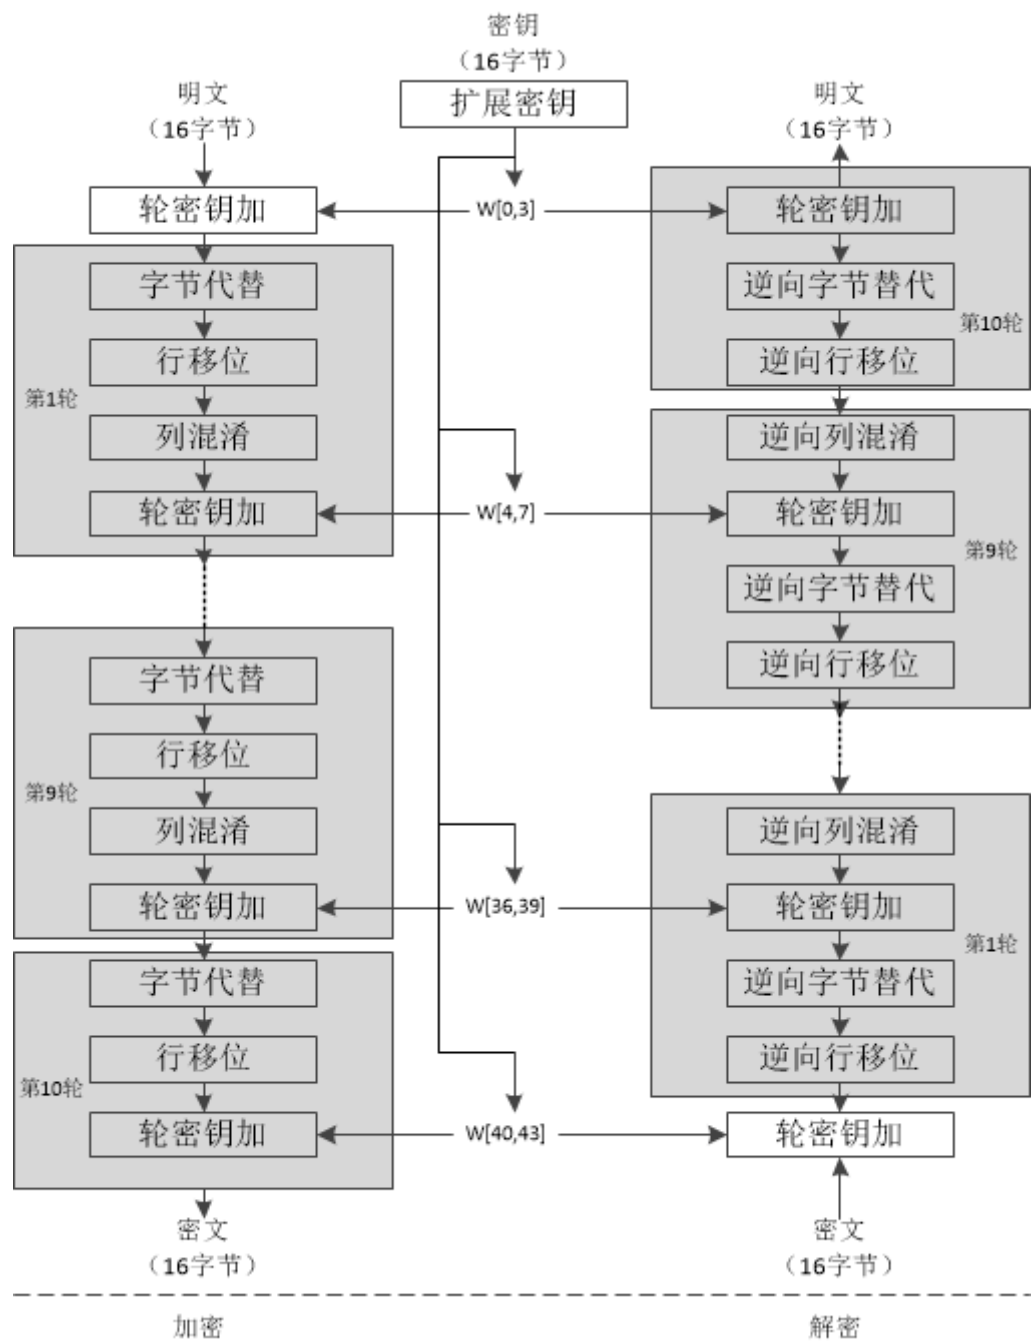 密钥
（16字节）
扩展密钥
明文
（16字节）
轮密钥加
第1轮
字节代替
行移位
列混淆
轮密钥加
第9轮
字节代替
行移位
列混淆
轮密钥加
第10轮
字节代替
行移位
轮密钥加
密文
（16字节）
加密
W[0,3]
W[4,7]
W[36,39]
W[40,43]
明文
（16字节）
轮密钥加
逆向字节替代
第10轮
逆向行移位
逆向列混淆
轮密钥加
第9轮
逆向字节替代
逆向行移位
逆向列混淆
轮密钥加
第1轮
逆向字节替代
逆向行移位
轮密钥加
密文
（16字节）
解密